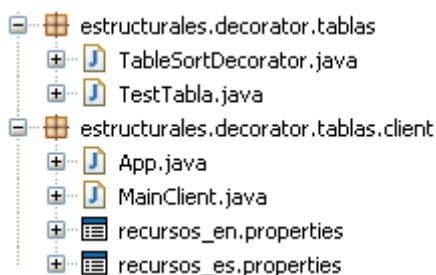 estructurales.decorator.tablas
TableSortDecorator.java
TestTabla.java
estructurales.decorator.tablas.client
App.java
MainClient.java
recursos_en.properties
recursos_es.properties